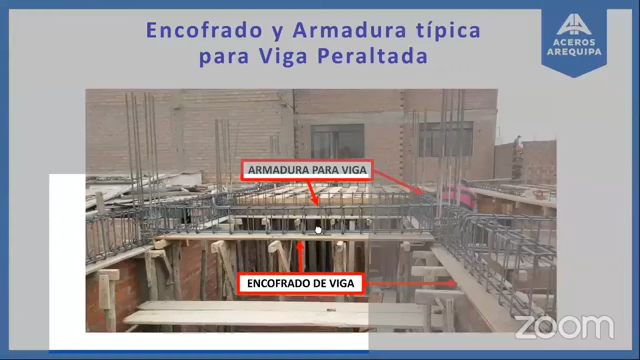 Encofrado y Armadura típica
para Viga Peraltada
ACEROS
AREQUIPA
ARMADURA PARA VIGA
ENCOFRADO DE VIGA
zoom